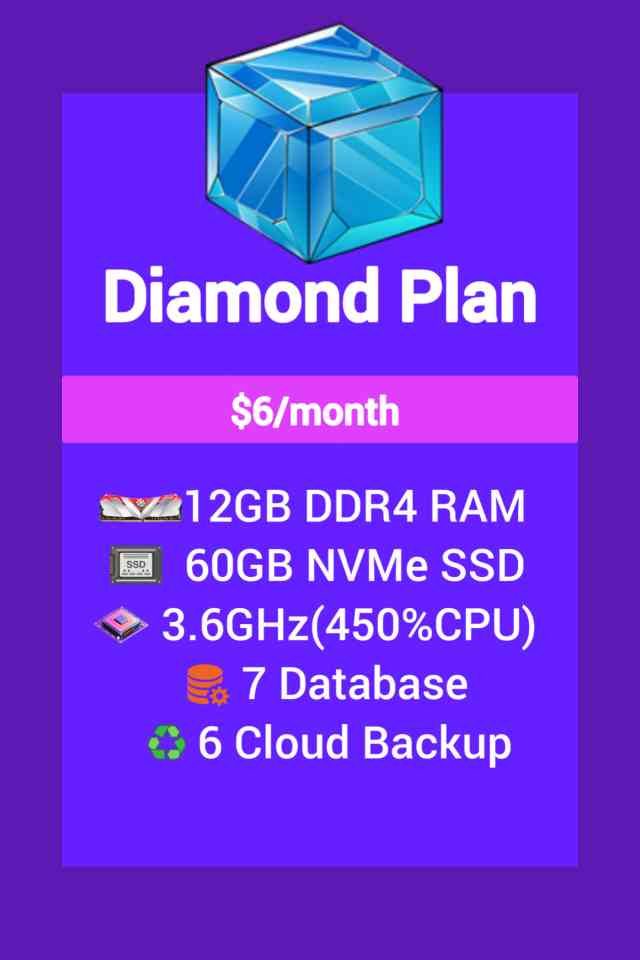 Diamond Plan
$6/month
12GB DDR4 RAM
SSD
60GB NVMe SSD
3.6GHz(450%CPU)
7 Database
6 Cloud Backup